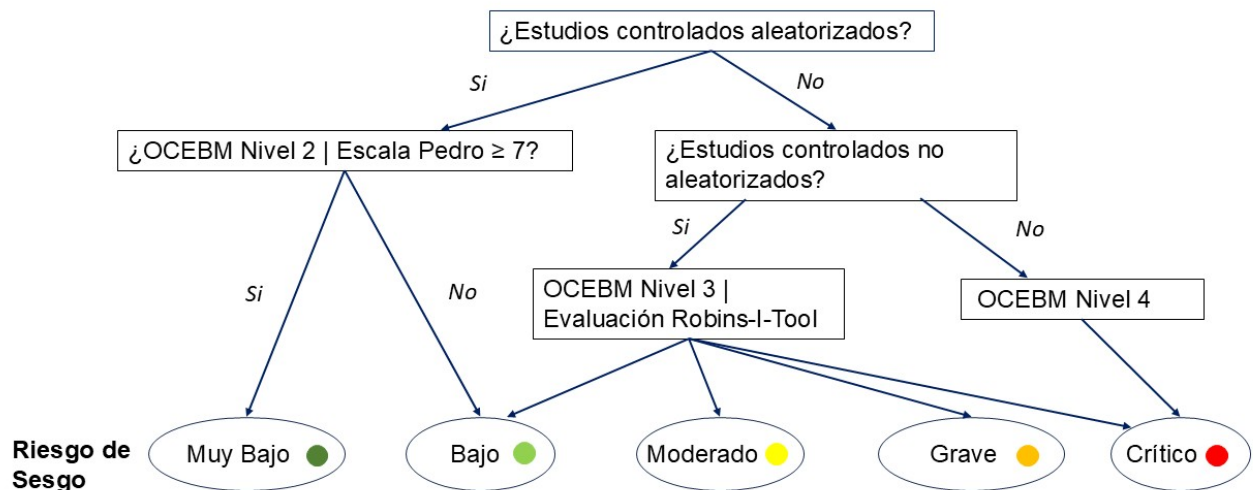 ¿Estudios controlados aleatorizados?
Si
No
¿OCEBM Nivel 2 | Escala Pedro ≥ 7?
¿Estudios controlados no
aleatorizados?
Si
No
Si
No
OCEBM Nivel 3 |
Evaluación Robins-I-Tool
OCEBM Nivel 4
Riesgo de
Sesgo
Muy Bajo
Bajo
Moderado
Grave
Crítico